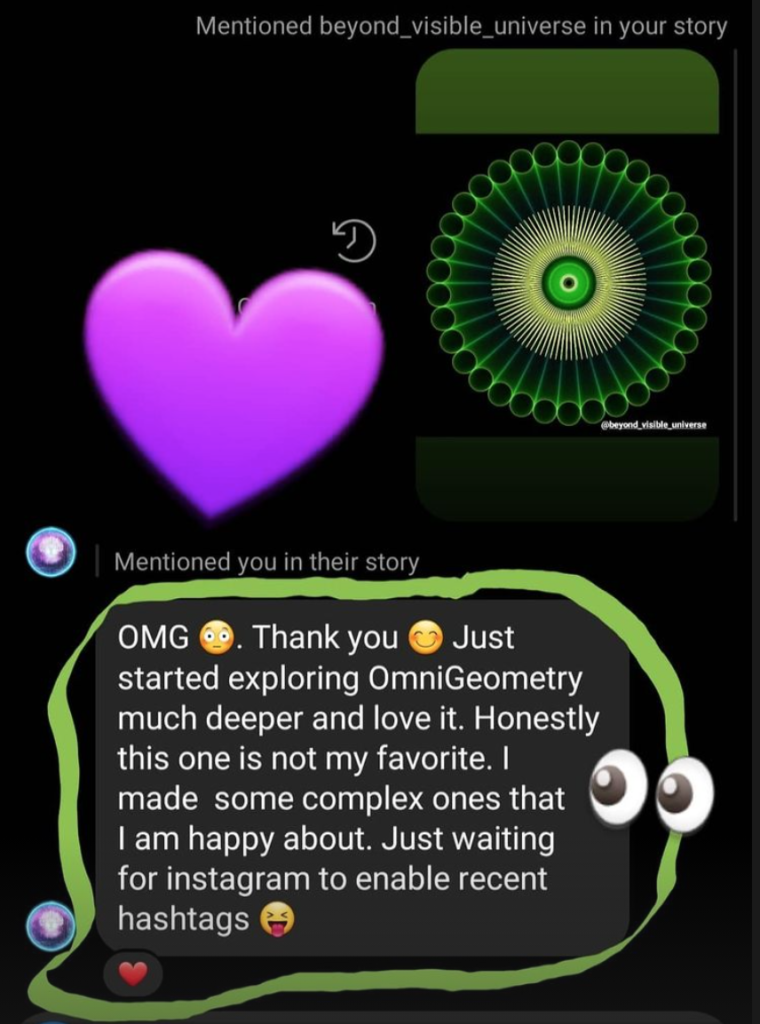 Mentioned beyond_visible_universe in your story
@beyond_visible_universe
Mentioned you in their story
OMG 😳. Thank you 😊 Just
started exploring OmniGeometry
much deeper and love it. Honestly
this one is not my favorite. I
made  some complex ones that
I am happy about. Just waiting
for instagram to enable recent
hashtags 😝